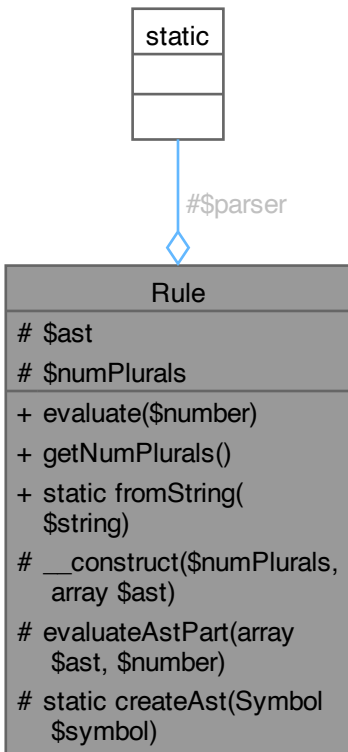 static
#$parser
Rule
# $ast
# $numPlurals
+ evaluate($number)
+ getNumPlurals()
+ static fromString(
$string)
# __construct($numPlurals,
array $ast)
# evaluateAstPart(array
$ast, $number)
# static createAst(Symbol
$symbol)